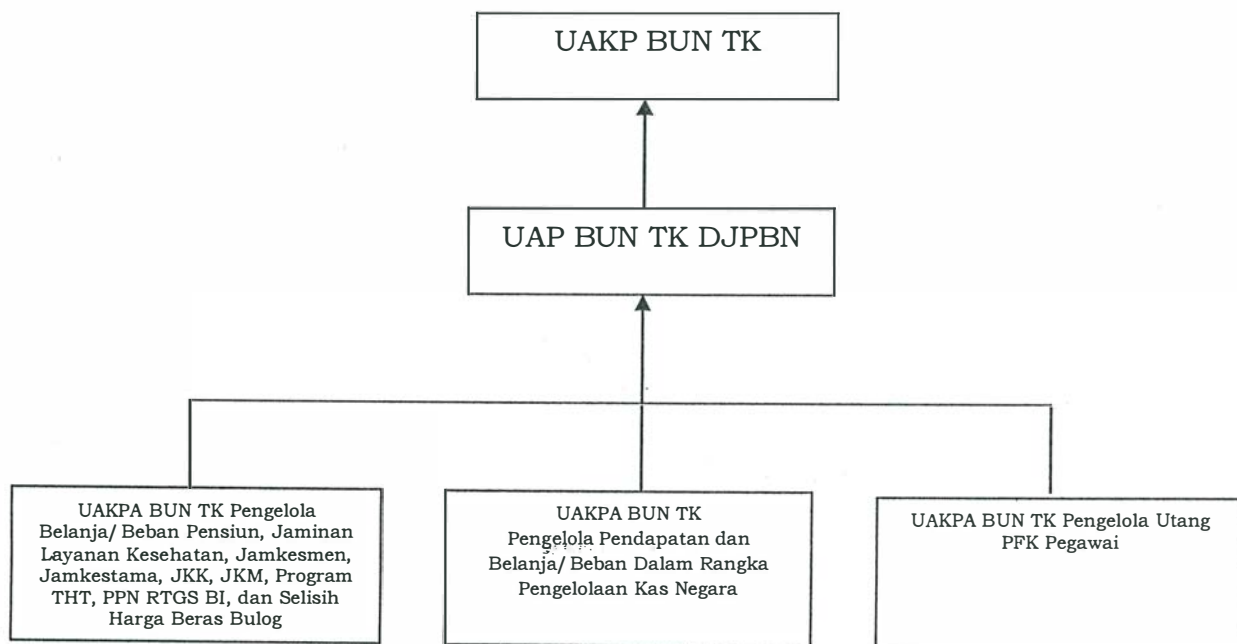 UAKP BUN TK
UAP BUN TK DJPBN
UAKPA BUN TK Pengelola
Belanja/ Beban Pensiun, Jaminan
Layanan Kesehatan, Jamkesmen,
Jamkestama, JKK, JKM, Program
THT, PPN RTGS BI, dan Selisih
Harga Beras Bulog
UAKPA BUN TK
Pengelola Pendapatan dan
Belanja/ Beban Dalam Rangka
Pengelolaan Kas Negara
UAKPA BUN TK Pengelola Utang
PFK Pegawai